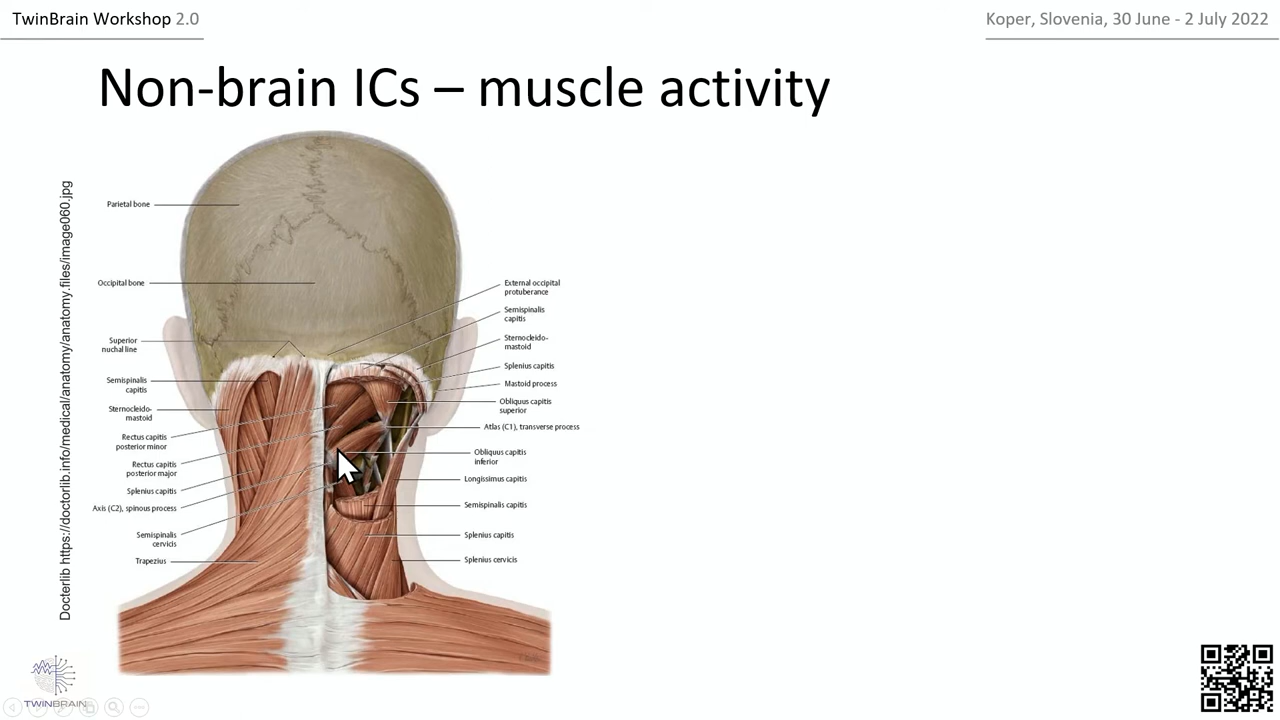 TwinBrain Workshop 2.0
Koper, Slovenia, 30 June - 2 July 2022
Non-brain ICs – muscle activity
Docterlib https://doctorlib.info/medical/anatomy/anatomy.files/image060.jpg
Parietal bone
Occipital bone
Superior
nuchal line
Semispinalis
capitis
Sternocleido-
mastoid
Rectus capitis
posterior minor
Rectus capitis
posterior major
Splenius capitis
Axis (C2), spinous process
Semispinalis
cervicis
Trapezius
External occipital
protuberance
Semispinalis
capitis
Sternocleido-
mastoid
Splenius capitis
Mastoid process
Obliquus capitis
superior
Atlas (C1), transverse process
Obliquus capitis
inferior
Longissimus capitis
Semispinalis capitis
Splenius capitis
Splenius cervicis
TWINBRAIN